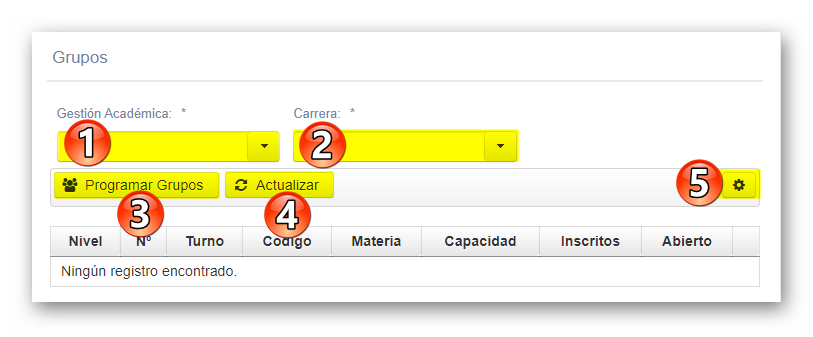 Grupos
Gestión Académica: * Carrera: *
1 2
Programar Grupos Actualizar 5
3 4
Nivel Nº Turno Código Materia Capacidad Inscritos Abierto
Ningún registro encontrado.